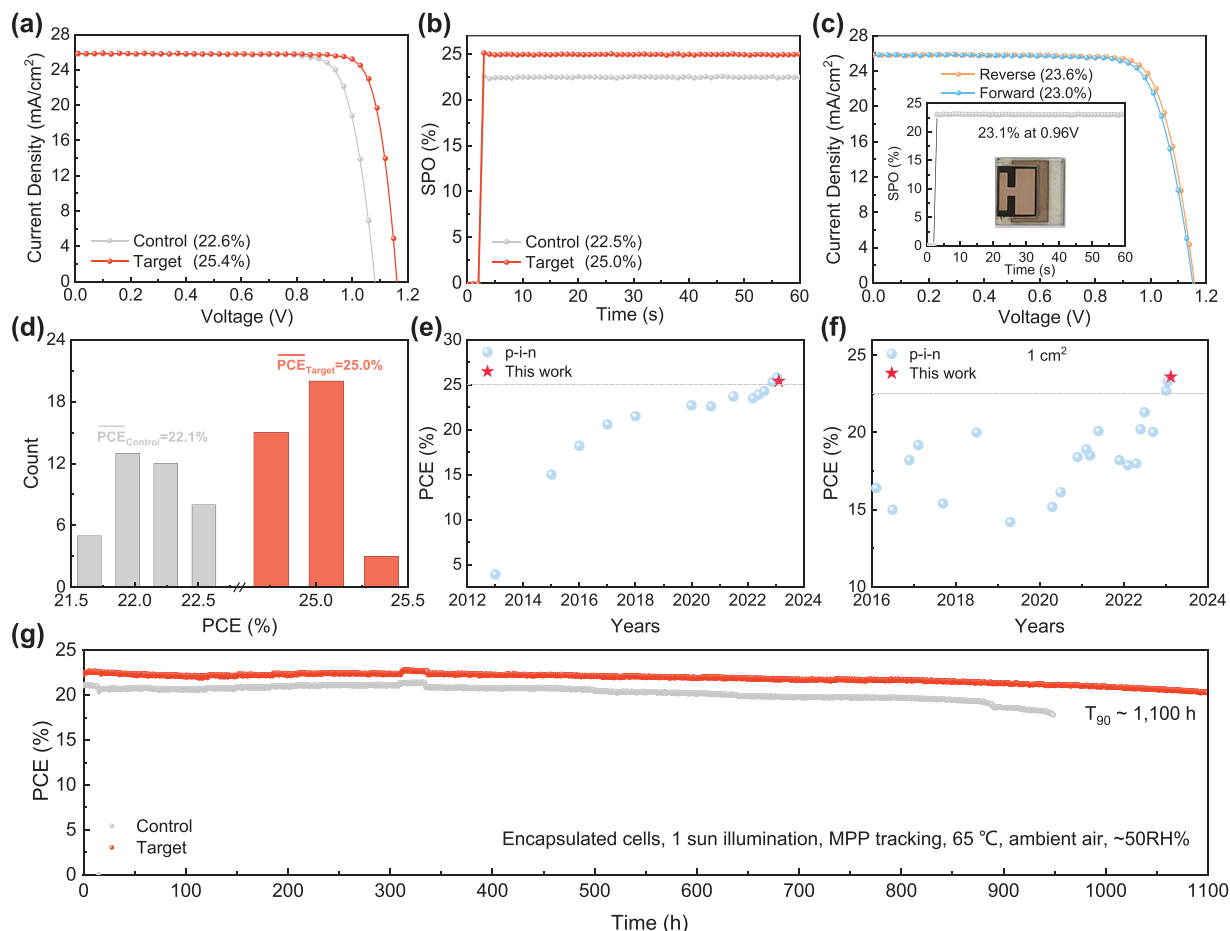 (a)
28
24
20
16
12
8
4
0
Current Density (mA/cm²)
Control (22.6%)
Target (25.4%)
0.0 0.2 0.4 0.6 0.8 1.0 1.2
Voltage (V)
(b)
25
20
15
10
5
0
SPO (%)
Control (22.5%)
Target (25.0%)
0 10 20 30 40 50 60
Time (s)
(c)
28
24
20
16
12
8
4
0
Current Density (mA/cm²)
Reverse (23.6%)
Forward (23.0%)
25
20
15
10
5
0
SPO (%)
23.1% at 0.96V
0 10 20 30 40 50 60
Time (s)
0.0 0.2 0.4 0.6 0.8 1.0 1.2
Voltage (V)
(d)
24
18
12
6
0
Count
PCE Control=22.1%
PCE Target=25.0%
21.5 22.0 22.5 25.0 25.5
PCE (%)
(e)
30
25
20
15
10
5
PCE (%)
p-i-n
This work
2012 2014 2016 2018 2020 2022 2024
Years
(f)
25
20
15
10
PCE (%)
p-i-n
This work
1 cm²
2016 2018 2020 2022 2024
Years
(g)
25
20
15
10
5
0
PCE (%)
T90 ~ 1,100 h
Control
Target
Encapsulated cells, 1 sun illumination, MPP tracking, 65 ℃, ambient air, ~50RH%
0 100 200 300 400 500 600 700 800 900 1000 1100
Time (h)